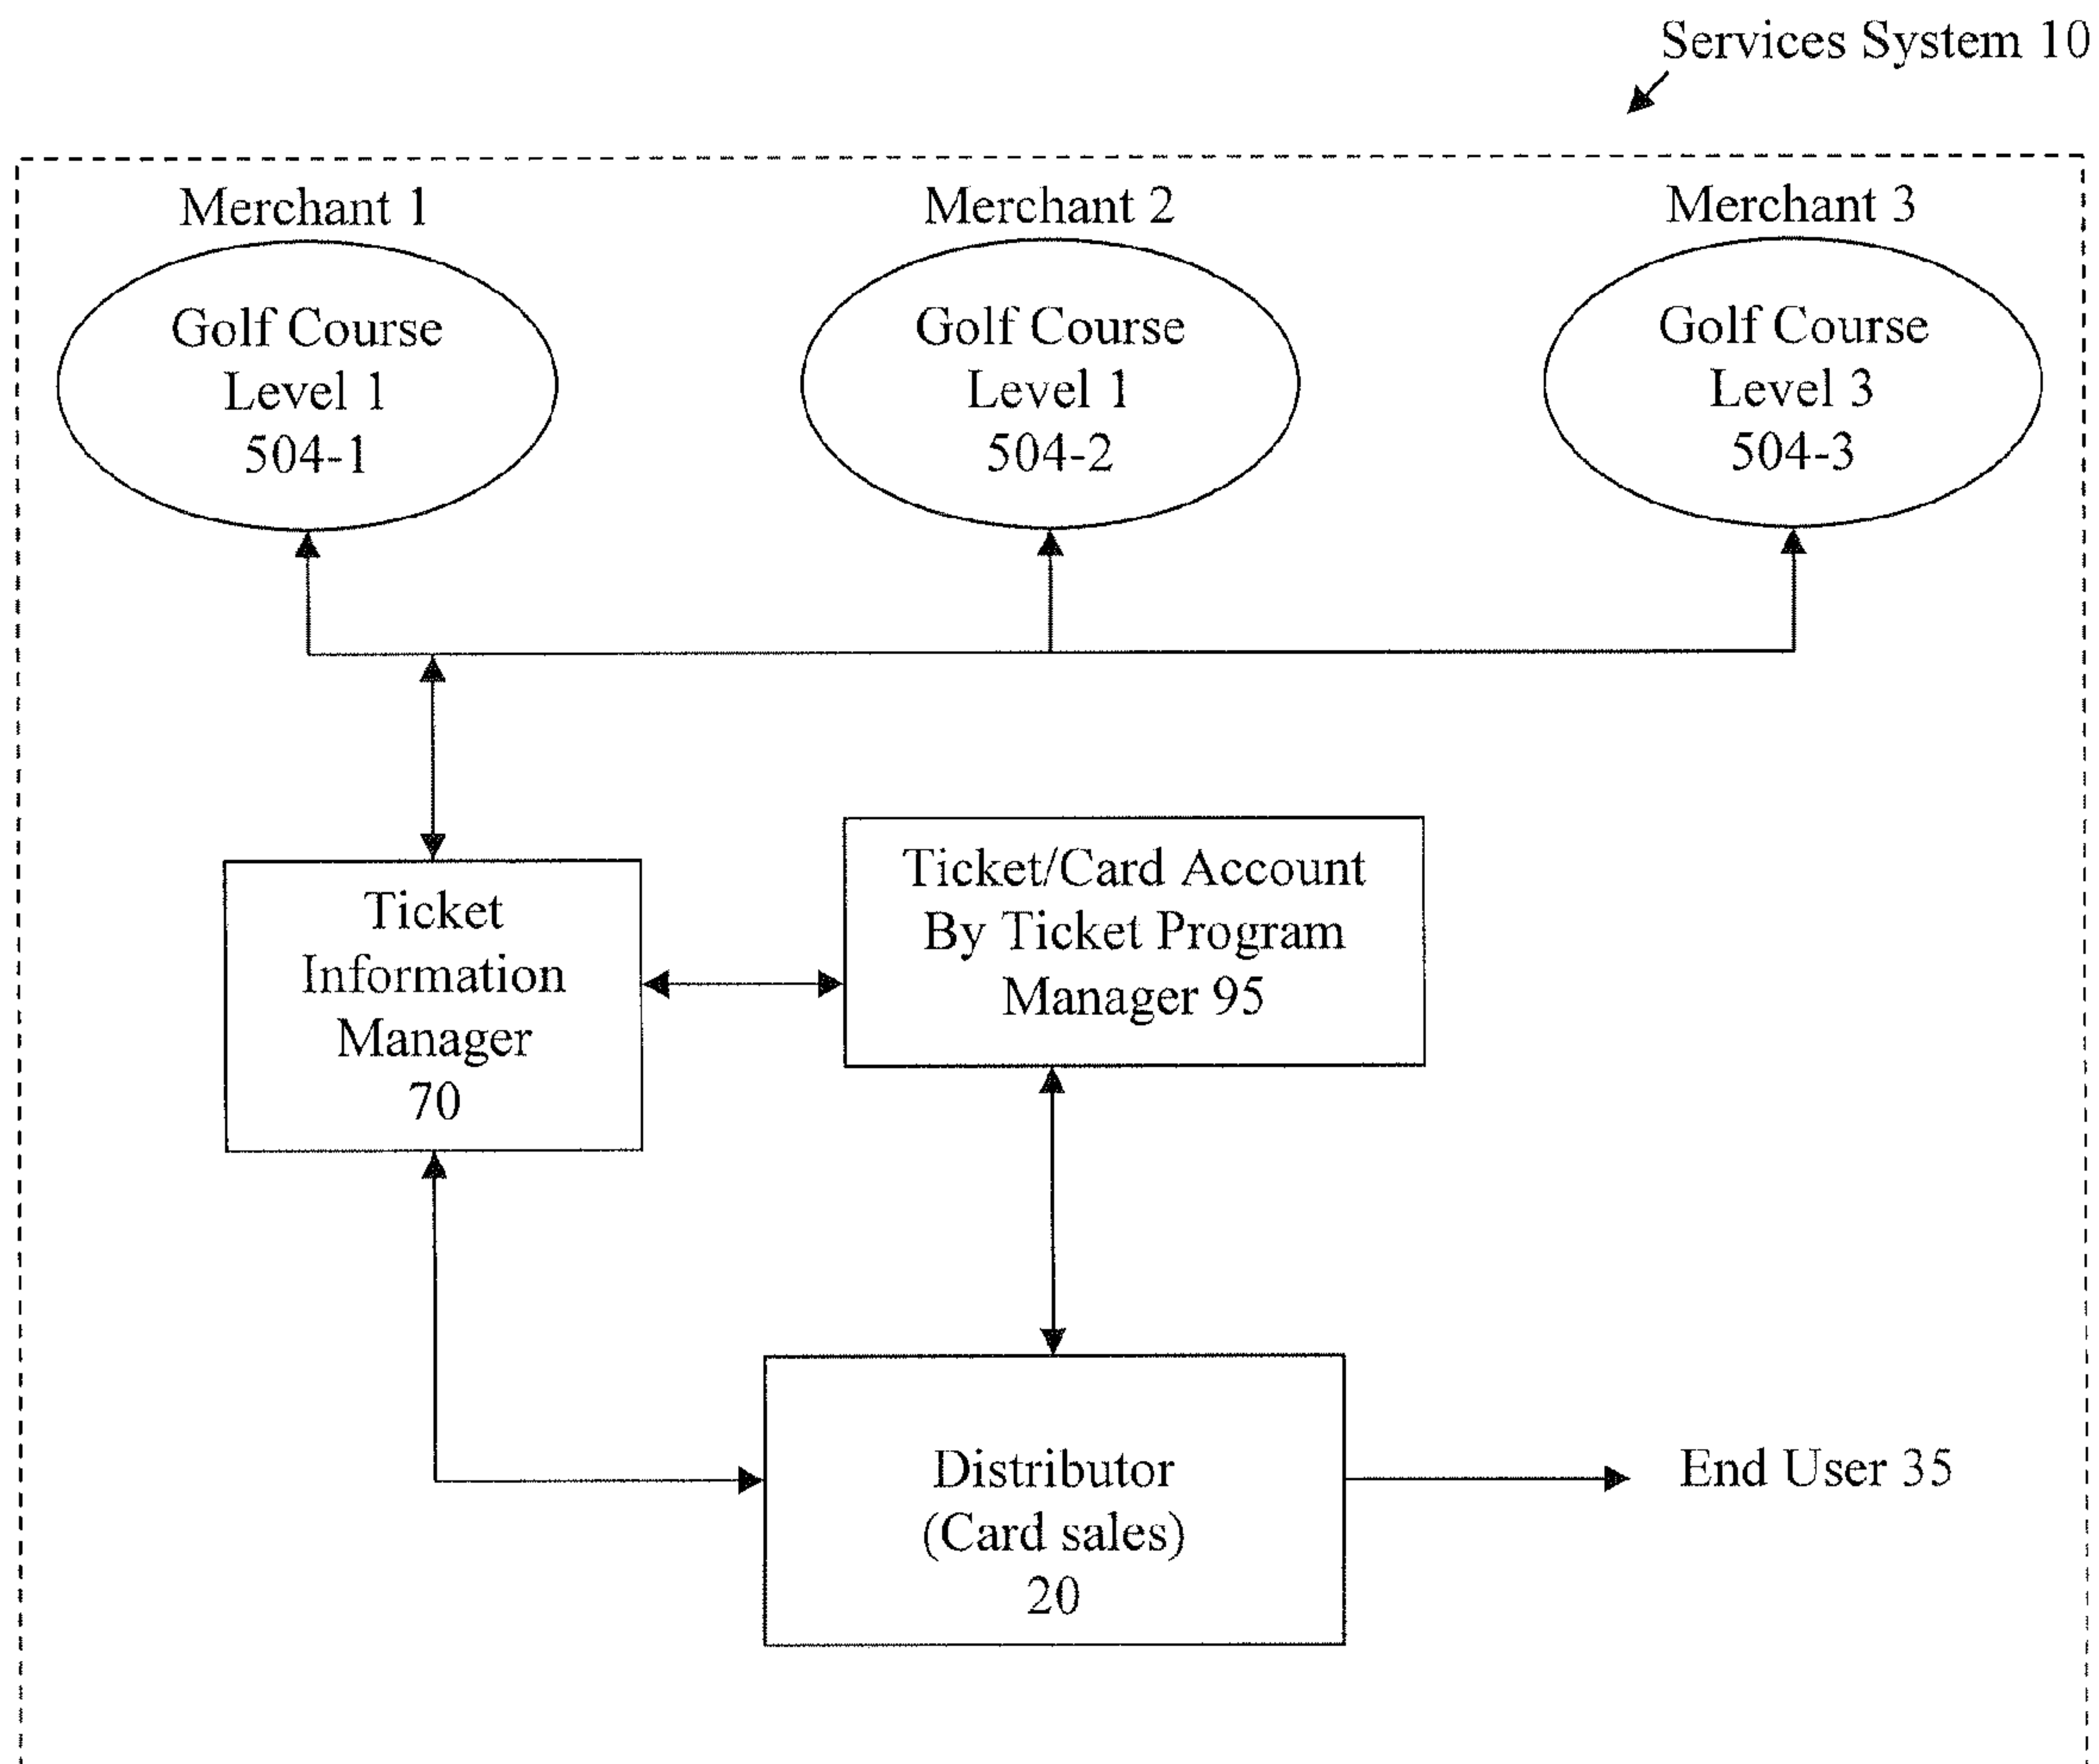 Services System 10
Merchant 1
Merchant 2
Merchant 3
Golf Course
Level 1
504-1
Golf Course
Level 1
504-2
Golf Course
Level 3
504-3
Ticket
Information
Manager
70
Ticket/Card Account
By Ticket Program
Manager 95
Distributor
(Card sales)
20
End User 35